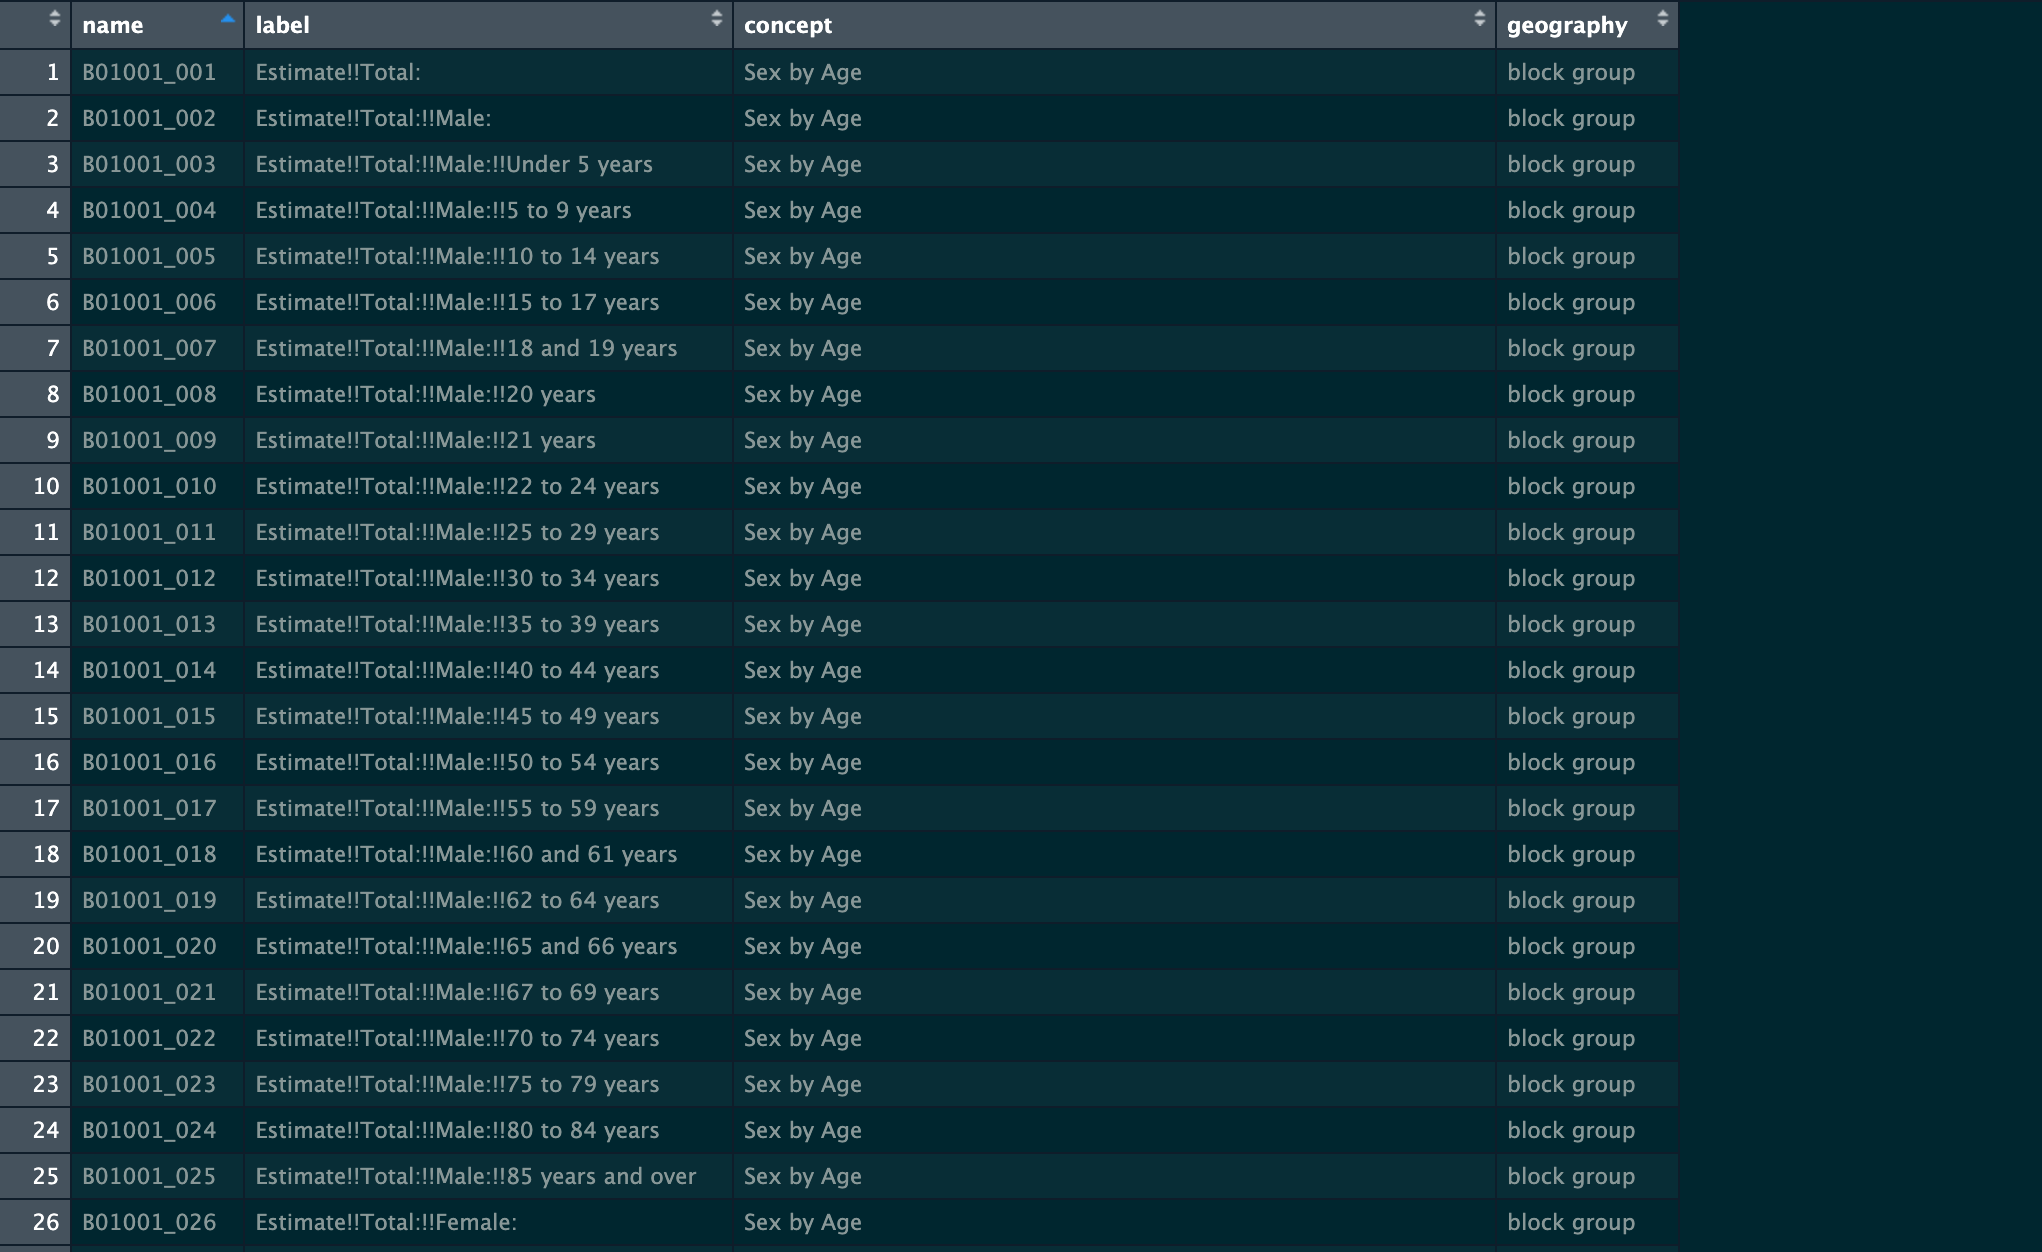 name label concept geography
1 B01001_001 Estimate!!Total: Sex by Age block group
2 B01001_002 Estimate!!Total:!!Male: Sex by Age block group
3 B01001_003 Estimate!!Total:!!Male:!!Under 5 years Sex by Age block group
4 B01001_004 Estimate!!Total:!!Male:!!5 to 9 years Sex by Age block group
5 B01001_005 Estimate!!Total:!!Male:!!10 to 14 years Sex by Age block group
6 B01001_006 Estimate!!Total:!!Male:!!15 to 17 years Sex by Age block group
7 B01001_007 Estimate!!Total:!!Male:!!18 and 19 years Sex by Age block group
8 B01001_008 Estimate!!Total:!!Male:!!20 years Sex by Age block group
9 B01001_009 Estimate!!Total:!!Male:!!21 years Sex by Age block group
10 B01001_010 Estimate!!Total:!!Male:!!22 to 24 years Sex by Age block group
11 B01001_011 Estimate!!Total:!!Male:!!25 to 29 years Sex by Age block group
12 B01001_012 Estimate!!Total:!!Male:!!30 to 34 years Sex by Age block group
13 B01001_013 Estimate!!Total:!!Male:!!35 to 39 years Sex by Age block group
14 B01001_014 Estimate!!Total:!!Male:!!40 to 44 years Sex by Age block group
15 B01001_015 Estimate!!Total:!!Male:!!45 to 49 years Sex by Age block group
16 B01001_016 Estimate!!Total:!!Male:!!50 to 54 years Sex by Age block group
17 B01001_017 Estimate!!Total:!!Male:!!55 to 59 years Sex by Age block group
18 B01001_018 Estimate!!Total:!!Male:!!60 and 61 years Sex by Age block group
19 B01001_019 Estimate!!Total:!!Male:!!62 to 64 years Sex by Age block group
20 B01001_020 Estimate!!Total:!!Male:!!65 and 66 years Sex by Age block group
21 B01001_021 Estimate!!Total:!!Male:!!67 to 69 years Sex by Age block group
22 B01001_022 Estimate!!Total:!!Male:!!70 to 74 years Sex by Age block group
23 B01001_023 Estimate!!Total:!!Male:!!75 to 79 years Sex by Age block group
24 B01001_024 Estimate!!Total:!!Male:!!80 to 84 years Sex by Age block group
25 B01001_025 Estimate!!Total:!!Male:!!85 years and over Sex by Age block group
26 B01001_026 Estimate!!Total:!!Female: Sex by Age block group